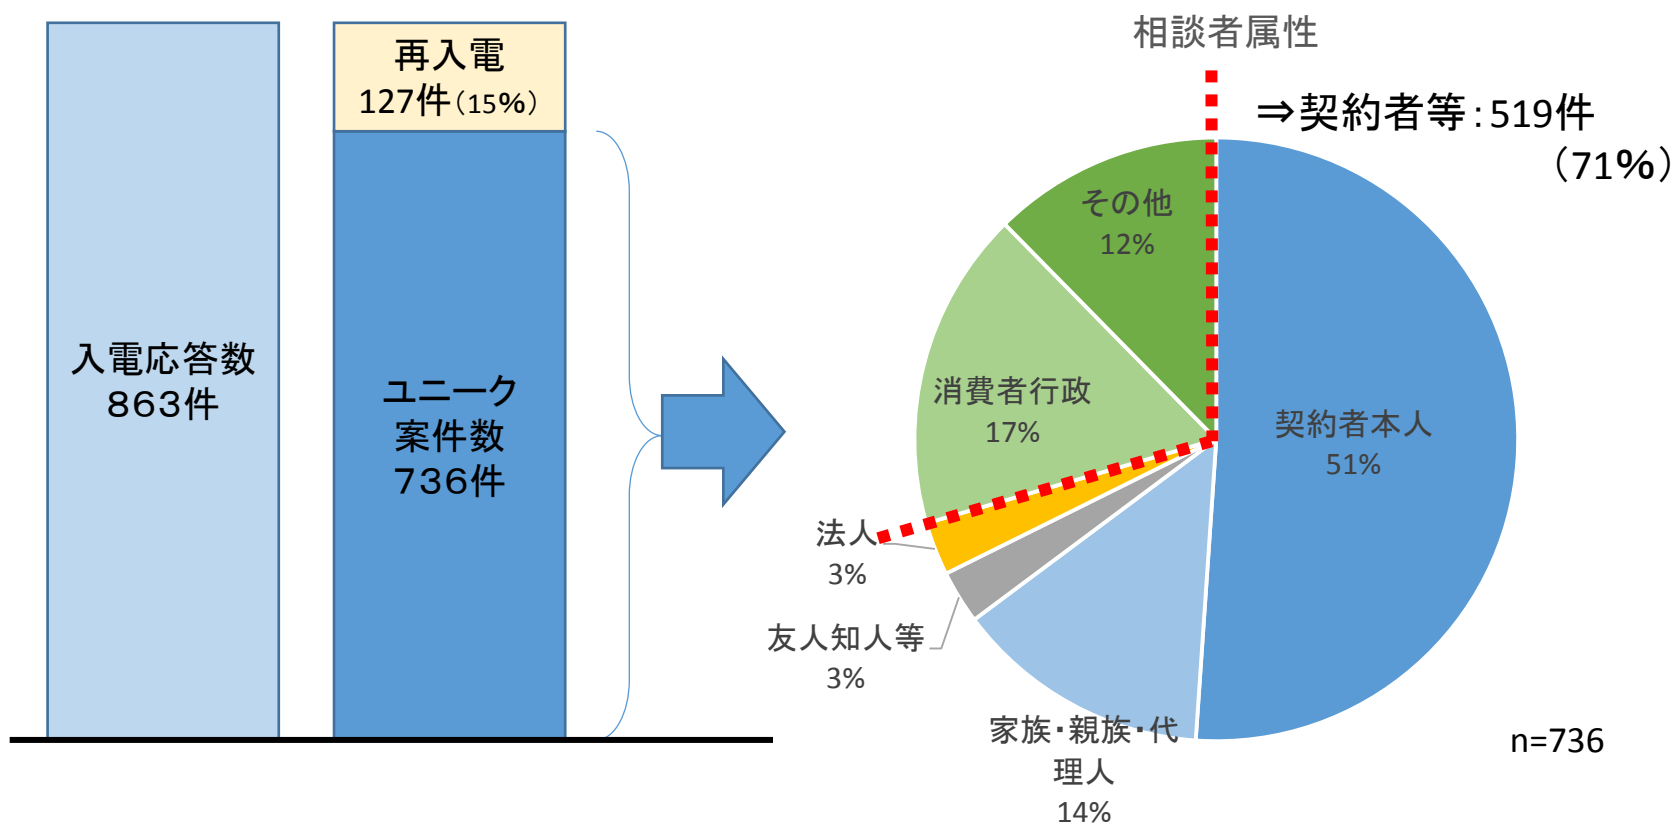 入電応答数
863件
再入電
127件（15%）
ユニーク
案件数
736件
相談者属性
⇒契約者等：519件
（71%）
その他
12%
消費者行政
17%
契約者本人
51%
法人
3%
友人知人等
3%
家族・親族・代
理人
14%
n=736